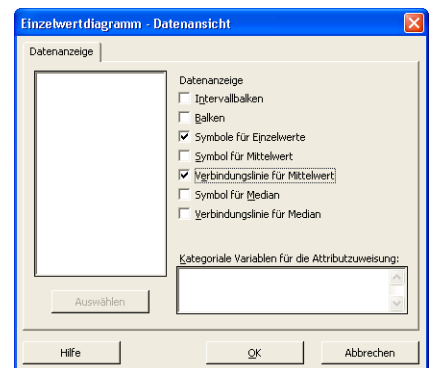 Einzelwertdiagramm - Datenansicht
Datenanzeige
Datenanzeige
Intervallbalken
Balken
Symbole für Einzelwerte
Symbol für Mittelwert
Verbindungslinie für Mittelwert
Symbol für Median
Verbindungslinie für Median
Kategoriale Variablen für die Attributzuweisung:
Auswählen
Hilfe
OK
Abbrechen